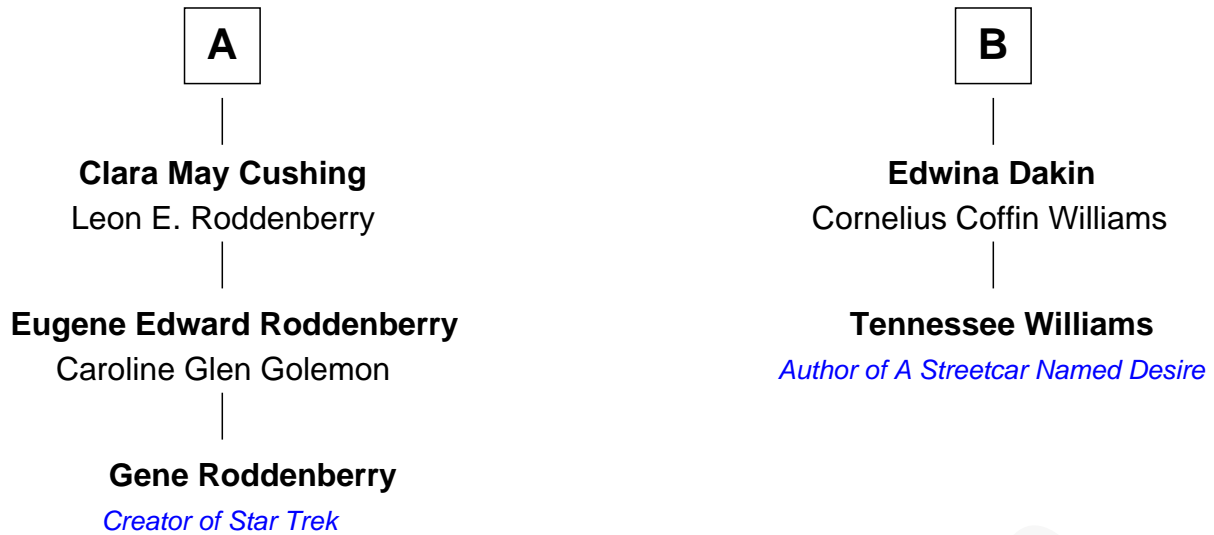 A
Clara May Cushing
Leon E. Roddenberry
Eugene Edward Roddenberry
Caroline Glen Golemon
Gene Roddenberry
Creator of Star Trek
B
Edwina Dakin
Cornelius Coffin Williams
Tennessee Williams
Author of A Streetcar Named Desire